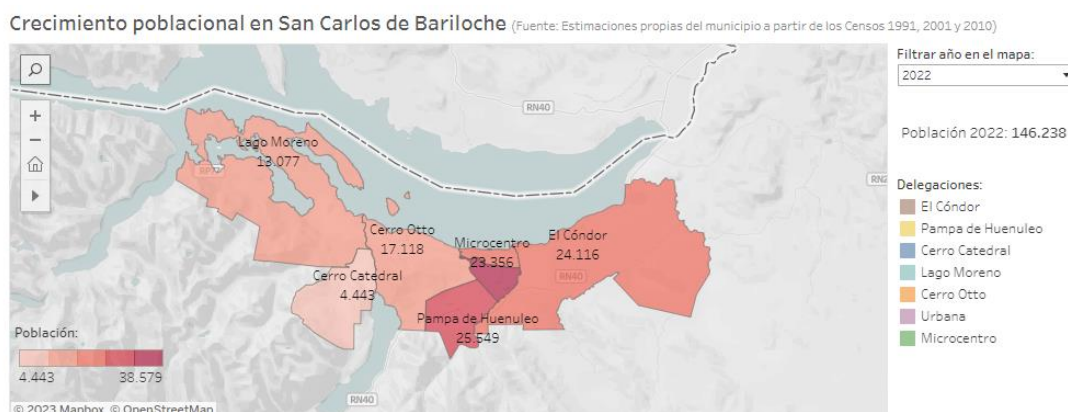 Crecimiento poblacional en San Carlos de Bariloche (Fuente: Estimaciones propias del municipio a partir de los Censos 1991, 2001 y 2010)
Filtrar año en el mapa:
2022
Población 2022: 146.238
Delegaciones:
El Cóndor
Pampa de Huenuleo
Cerro Catedral
Lago Moreno
Cerro Otto
Urbana
Microcentro
RN40
Lago Moreno
13.077
Cerro Otto
17.118
Microcentro
23.356
El Cóndor
24.116
RN40
Cerro Catedral
4.443
Pampa de Huenuleo
25.549
RN40
Población:
4.443 38.579
© 2023 Mapbox © OpenStreetMap